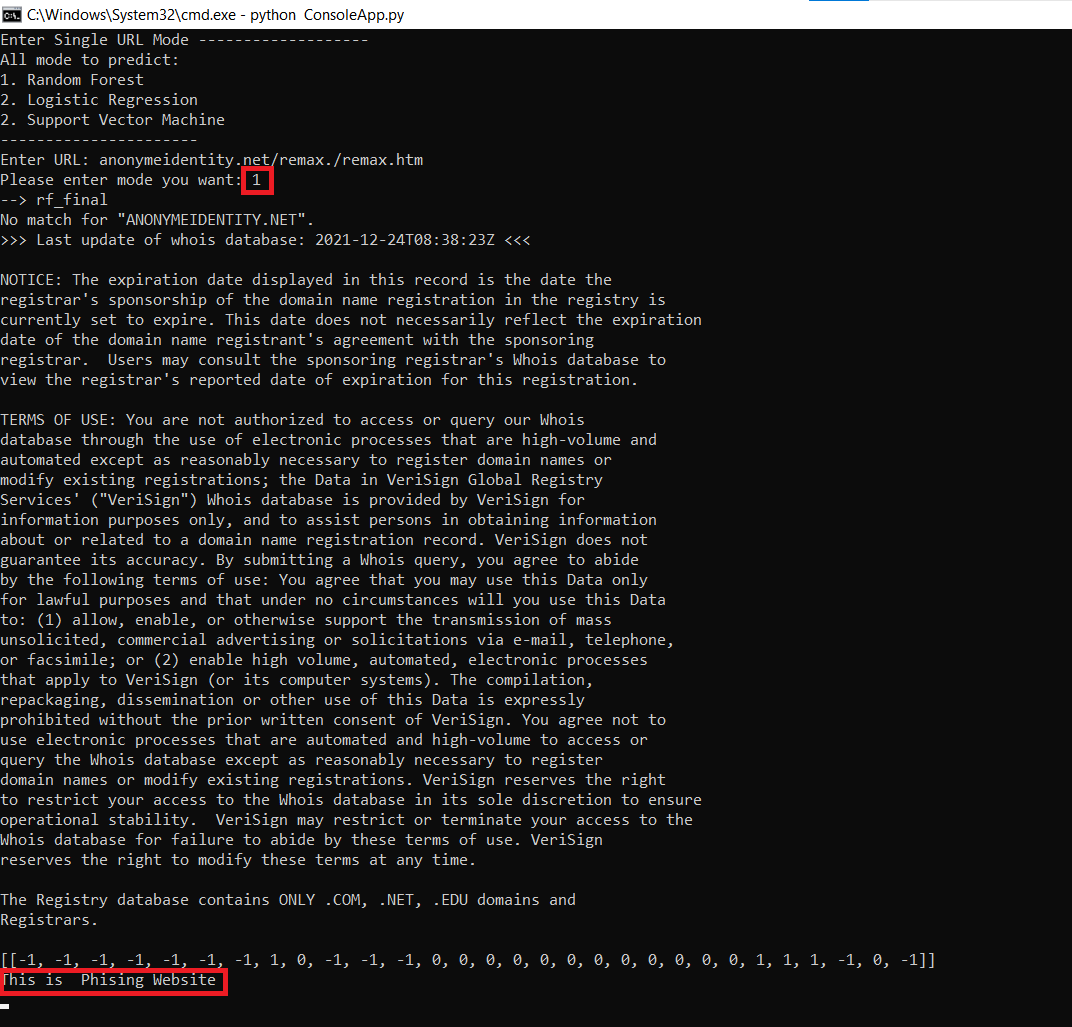 C:\Windows\System32\cmd.exe - python  ConsoleApp.py
Enter Single URL Mode -------------------
All mode to predict:
1. Random Forest
2. Logistic Regression
2. Support Vector Machine
----------------------
Enter URL: anonymeidentity.net/remax./remax.htm
Please enter mode you want: 1
--> rf_final
No match for "ANONYMEIDENTITY.NET".
>>> Last update of whois database: 2021-12-24T08:38:23Z <<<
NOTICE: The expiration date displayed in this record is the date the
registrar's sponsorship of the domain name registration in the registry is
currently set to expire. This date does not necessarily reflect the expiration
date of the domain name registrant's agreement with the sponsoring
registrar.  Users may consult the sponsoring registrar's Whois database to
view the registrar's reported date of expiration for this registration.
TERMS OF USE: You are not authorized to access or query our Whois
database through the use of electronic processes that are high-volume and
automated except as reasonably necessary to register domain names or
modify existing registrations; the Data in VeriSign Global Registry
Services' ("VeriSign") Whois database is provided by VeriSign for
information purposes only, and to assist persons in obtaining information
about or related to a domain name registration record. VeriSign does not
guarantee its accuracy. By submitting a Whois query, you agree to abide
by the following terms of use: You agree that you may use this Data only
for lawful purposes and that under no circumstances will you use this Data
to: (1) allow, enable, or otherwise support the transmission of mass
unsolicited, commercial advertising or solicitations via e-mail, telephone,
or facsimile; or (2) enable high volume, automated, electronic processes
that apply to VeriSign (or its computer systems). The compilation,
repackaging, dissemination or other use of this Data is expressly
prohibited without the prior written consent of VeriSign. You agree not to
use electronic processes that are automated and high-volume to access or
query the Whois database except as reasonably necessary to register
domain names or modify existing registrations. VeriSign reserves the right
to restrict your access to the Whois database in its sole discretion to ensure
operational stability.  VeriSign may restrict or terminate your access to the
Whois database for failure to abide by these terms of use. VeriSign
reserves the right to modify these terms at any time.
The Registry database contains ONLY .COM, .NET, .EDU domains and
Registrars.
[[-1, -1, -1, -1, -1, -1, -1, 1, 0, -1, -1, -1, 0, 0, 0, 0, 0, 0, 0, 0, 0, 0, 0, 0, 1, 1, 1, -1, 0, -1]]
This is  Phising Website